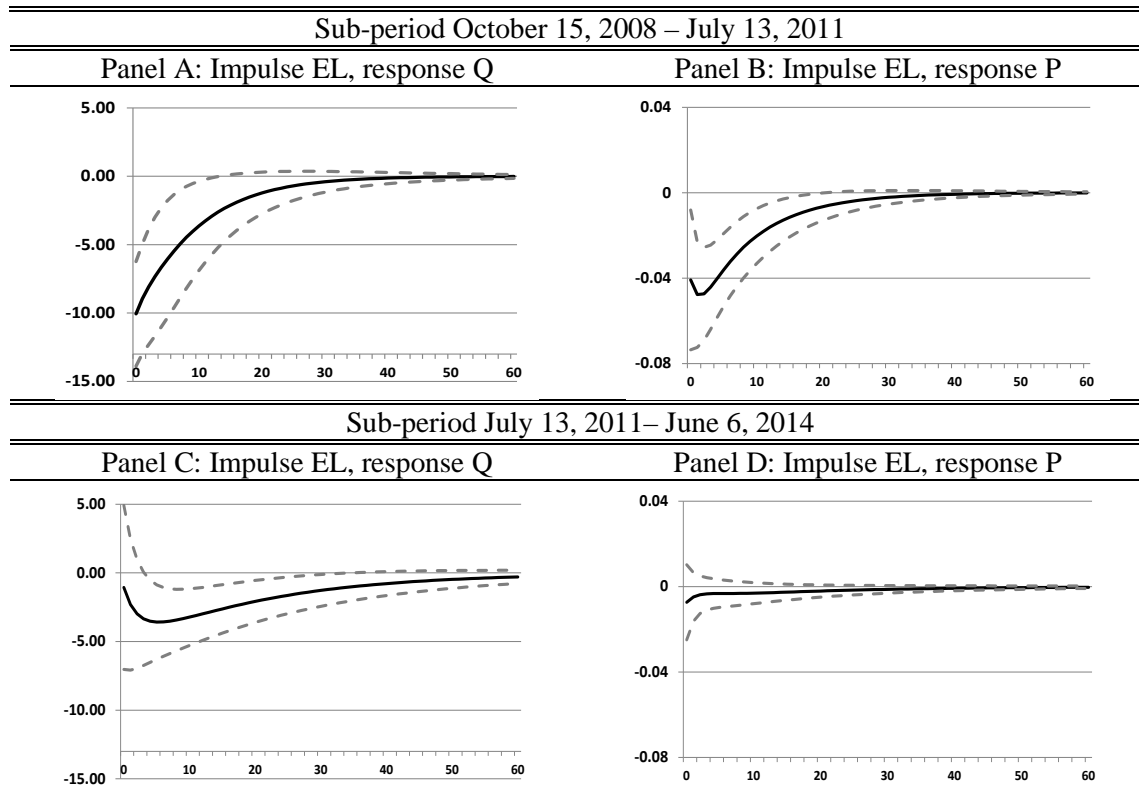 Sub-period October 15, 2008 – July 13, 2011
Panel A: Impulse EL, response Q
Panel B: Impulse EL, response P
5.00
0.00
-5.00
-10.00
-15.00
0 10 20 30 40 50 60
0.04
0
-0.04
-0.08
0 10 20 30 40 50 60
Sub-period July 13, 2011– June 6, 2014
Panel C: Impulse EL, response Q
Panel D: Impulse EL, response P
5.00
0.00
-5.00
-10.00
-15.00
0 10 20 30 40 50 60
0.04
0
-0.04
-0.08
0 10 20 30 40 50 60